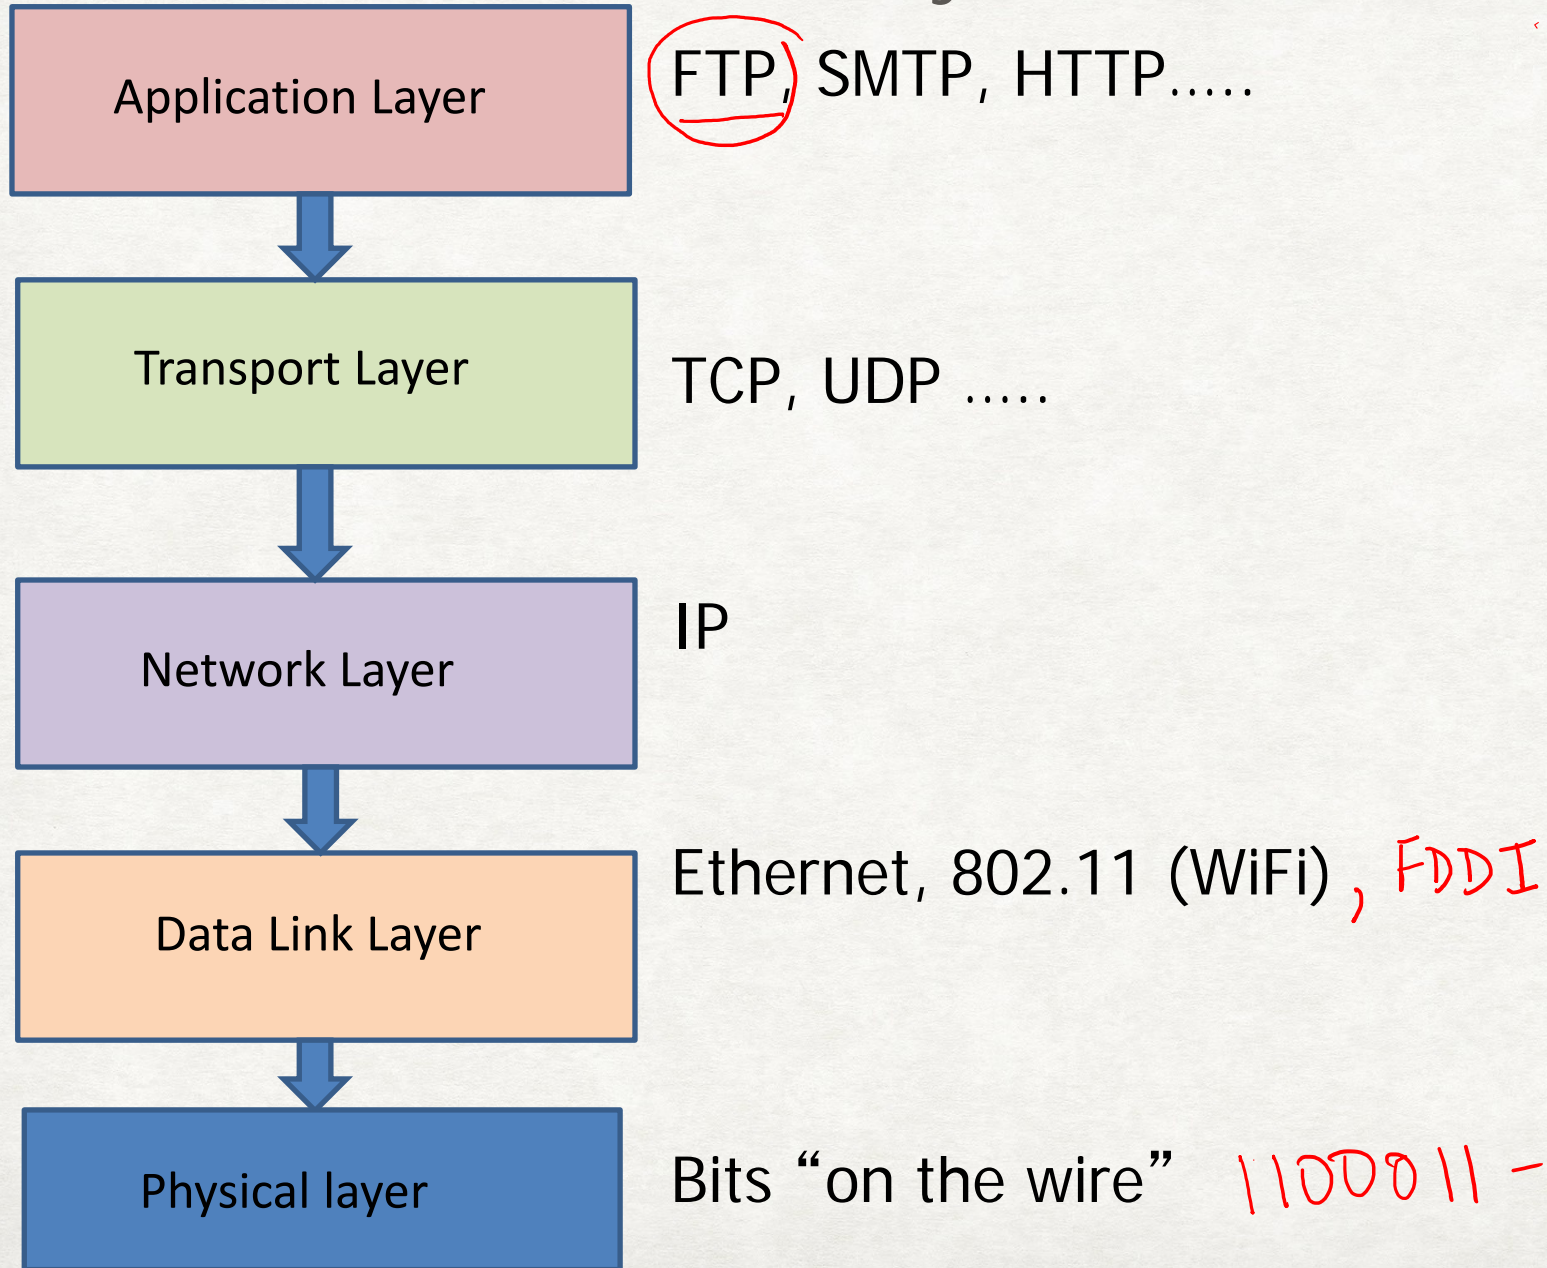 Application Layer
FTP, SMTP, HTTP.....
Transport Layer
TCP, UDP .....
Network Layer
IP
Data Link Layer
Ethernet, 802.11 (WiFi) , FDDI
Physical layer
Bits “on the wire” 1100011 -